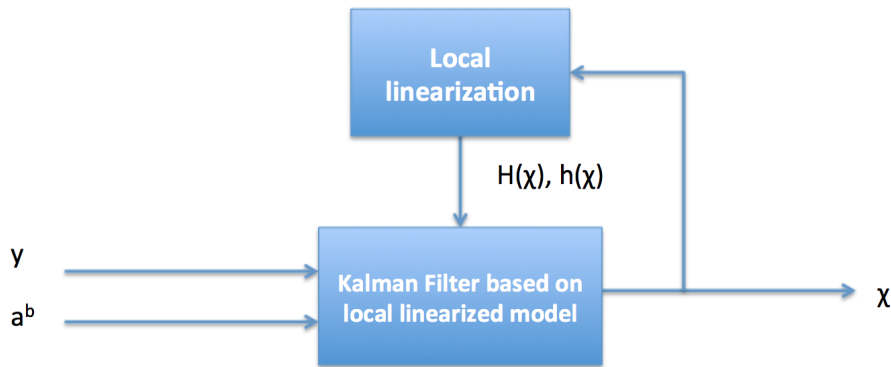 Local
linearization
H(χ), h(χ)
y
aᵇ
Kalman Filter based on
local linearized model
χ